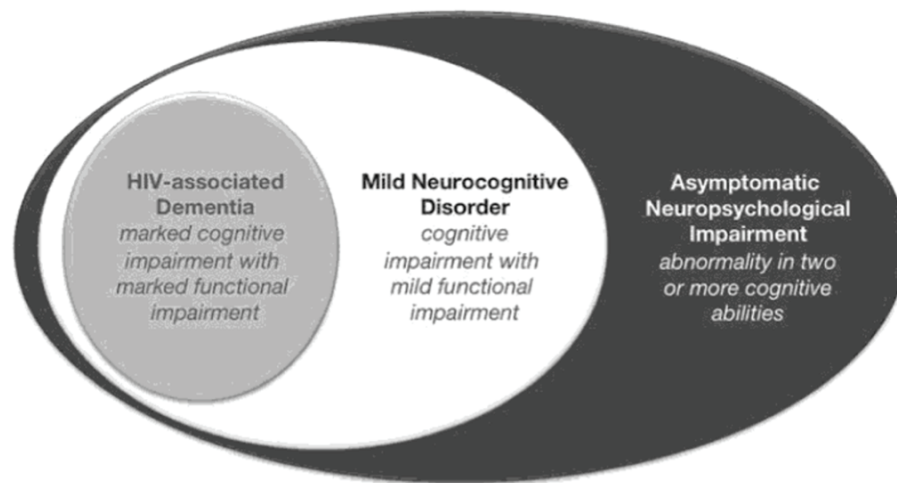 HIV-associated
Dementia
marked cognitive
impairment with
marked functional
impairment
Mild Neurocognitive
Disorder
cognitive
impairment with
mild functional
impairment
Asymptomatic
Neuropsychological
Impairment
abnormality in two
or more cognitive
abilities